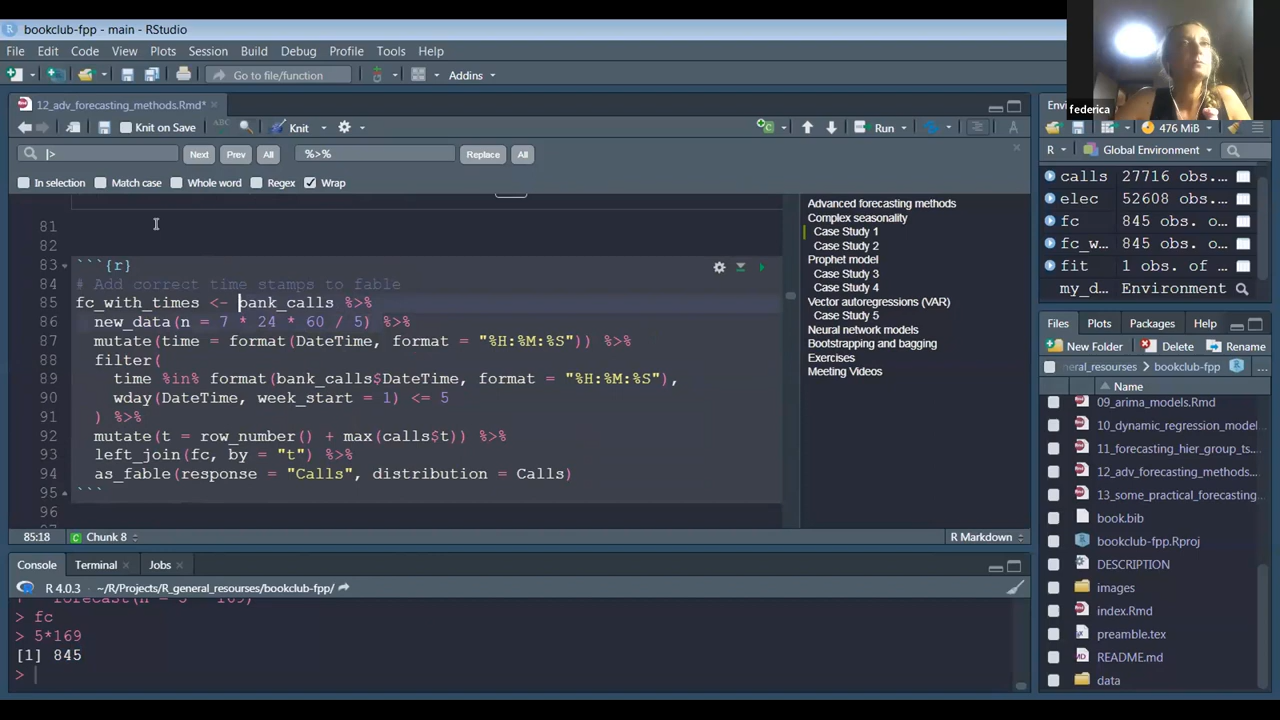 bookclub-fpp - main - RStudio
File Edit Code View Plots Session Build Debug Profile Tools Help
Go to file/function Addins
federica
12_adv_forecasting_methods.Rmd*
Knit on Save ABC Knit Run
|> Next Prev All %>% Replace All
In selection Match case Whole word Regex Wrap
81
82
83 ```{r}
84 # Add correct time stamps to fable
85 fc_with_times <- bank_calls %>%
86 new_data(n = 7 * 24 * 60 / 5) %>%
87 mutate(time = format(DateTime, format = "%H:%M:%S")) %>%
88 filter(
89 time %in% format(bank_calls$DateTime, format = "%H:%M:%S"),
90 wday(DateTime, week_start = 1) <= 5
91 ) %>%
92 mutate(t = row_number() + max(calls$t)) %>%
93 left_join(fc, by = "t") %>%
94 as_fable(response = "Calls", distribution = Calls)
95 ```
96
Advanced forecasting methods
Complex seasonality
Case Study 1
Case Study 2
Prophet model
Case Study 3
Case Study 4
Vector autoregressions (VAR)
Case Study 5
Neural network models
Bootstrapping and bagging
Exercises
Meeting Videos
85:18 Chunk 8 R Markdown
Console Terminal Jobs
R 4.0.3 ~/R/Projects/R_general_resourses/bookclub-fpp/
> fc
> 5*169
[1] 845
>
476 MiB
R Global Environment
calls 27716 obs.…
elec 52608 obs.…
fc 845 obs. o…
fc_w… 845 obs. o…
fit 1 obs. of…
my_d… Environment
Files Plots Packages Help
New Folder Delete Rename
neral_resourses bookclub-fpp
Name
09_arima_models.Rmd
10_dynamic_regression_model…
11_forecasting_hier_group_ts…
12_adv_forecasting_methods…
13_some_practical_forecasting…
book.bib
bookclub-fpp.Rproj
DESCRIPTION
images
index.Rmd
preamble.tex
README.md
data